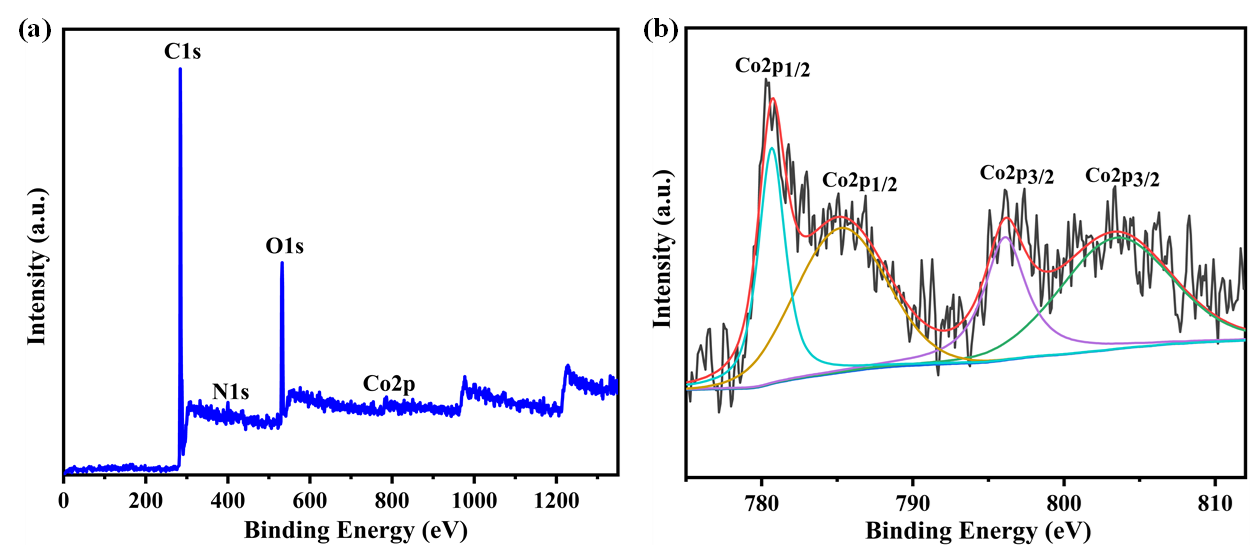 (a)
C1s
O1s
N1s
Co2p
Intensity (a.u.)
0 200 400 600 800 1000 1200
Binding Energy (eV)
(b)
Co2p1/2
Co2p1/2
Co2p3/2
Co2p3/2
Intensity (a.u.)
780 790 800 810
Binding Energy (eV)